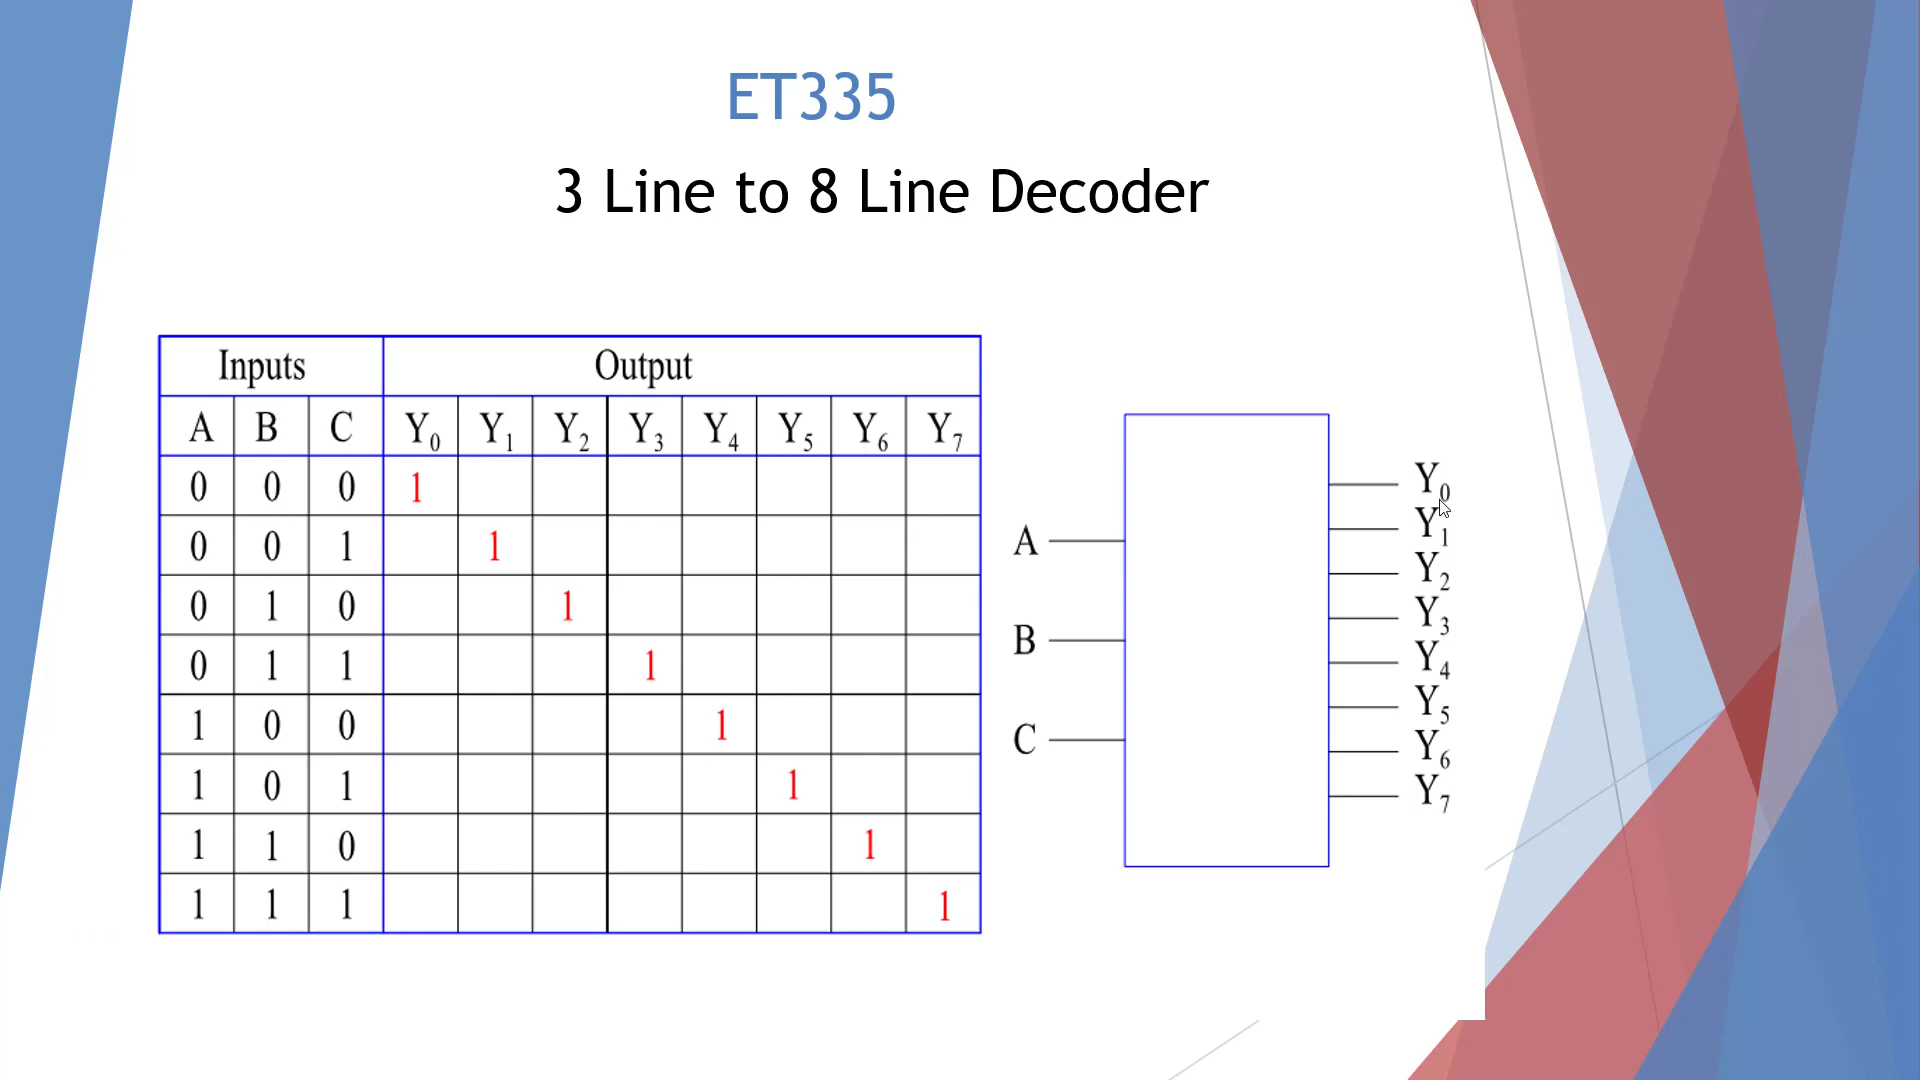 ET335
3 Line to 8 Line Decoder
Inputs Output
A B C Y0 Y1 Y2 Y3 Y4 Y5 Y6 Y7
0 0 0 1
0 0 1 1
0 1 0 1
0 1 1 1
1 0 0 1
1 0 1 1
1 1 0 1
1 1 1 1
A
B
C
Y0
Y1
Y2
Y3
Y4
Y5
Y6
Y7